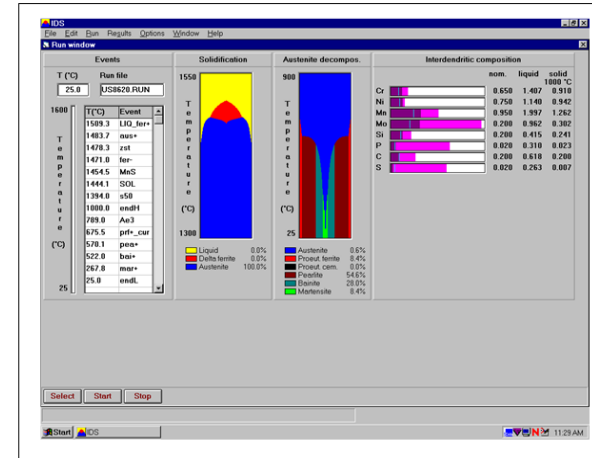 IDS
File Edit Run Results Options Window Help
Run window
Events
T (°C) Run file
25.0 US8620.RUN
1600
Temperature
(°C)
25
T(°C) Event
1509.3 LIQ_fer+
1483.7 aus+
1478.3 zst
1471.0 fer-
1454.5 MnS
1444.1 SOL
1394.0 s50
1000.0 endH
789.0 Ae3
675.5 prf+_cur
570.1 pea+
522.0 bai+
267.8 mar+
25.0 endL
Solidification
1550
Temperature
(°C)
1300
Liquid 0.0%
Delta ferrite 0.0%
Austenite 100.0%
Austenite decompos.
900
Temperature
(°C)
25
Austenite 0.6%
Proeut. ferrite 8.4%
Proeut. cem. 0.0%
Pearlite 54.6%
Bainite 28.0%
Martensite 8.4%
Interdendritic composition
nom. liquid solid
1000 °C
Cr 0.650 1.407 0.910
Ni 0.750 1.140 0.942
Mn 0.950 1.997 1.262
Mo 0.200 0.962 0.302
Si 0.200 0.415 0.241
P 0.020 0.310 0.023
C 0.200 0.618 0.200
S 0.020 0.263 0.007
Select Start Stop
Start IDS 11:29 AM